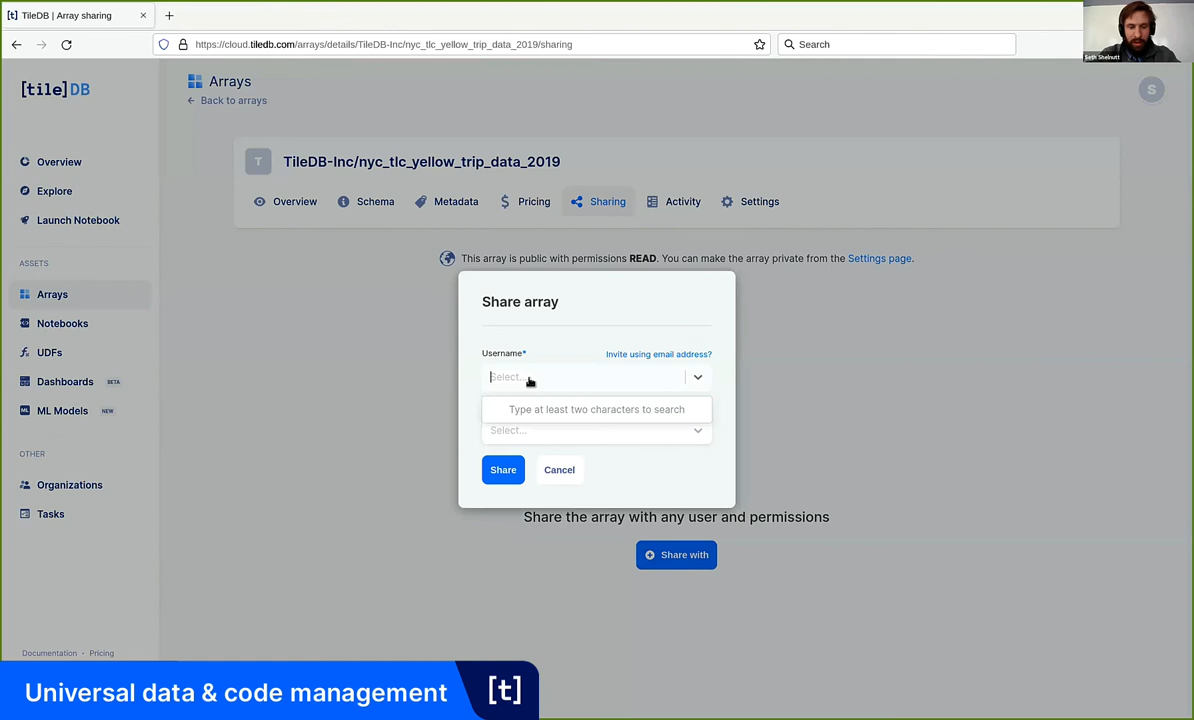 [t] TileDB | Array sharing
https://cloud.tiledb.com/arrays/details/TileDB-Inc/nyc_tlc_yellow_trip_data_2019/sharing
Search
Seth Shelnutt
[tile]DB
Arrays
Back to arrays
S
Overview
Explore
Launch Notebook
ASSETS
Arrays
Notebooks
UDFs
Dashboards BETA
ML Models NEW
OTHER
Organizations
Tasks
Documentation • Pricing
T
TileDB-Inc/nyc_tlc_yellow_trip_data_2019
Overview Schema Metadata $ Pricing Sharing Activity Settings
This array is public with permissions READ. You can make the array private from the Settings page.
Share array
Username* Invite using email address?
Select...
Type at least two characters to search
Select...
Share Cancel
Share the array with any user and permissions
Share with
Universal data & code management [t]